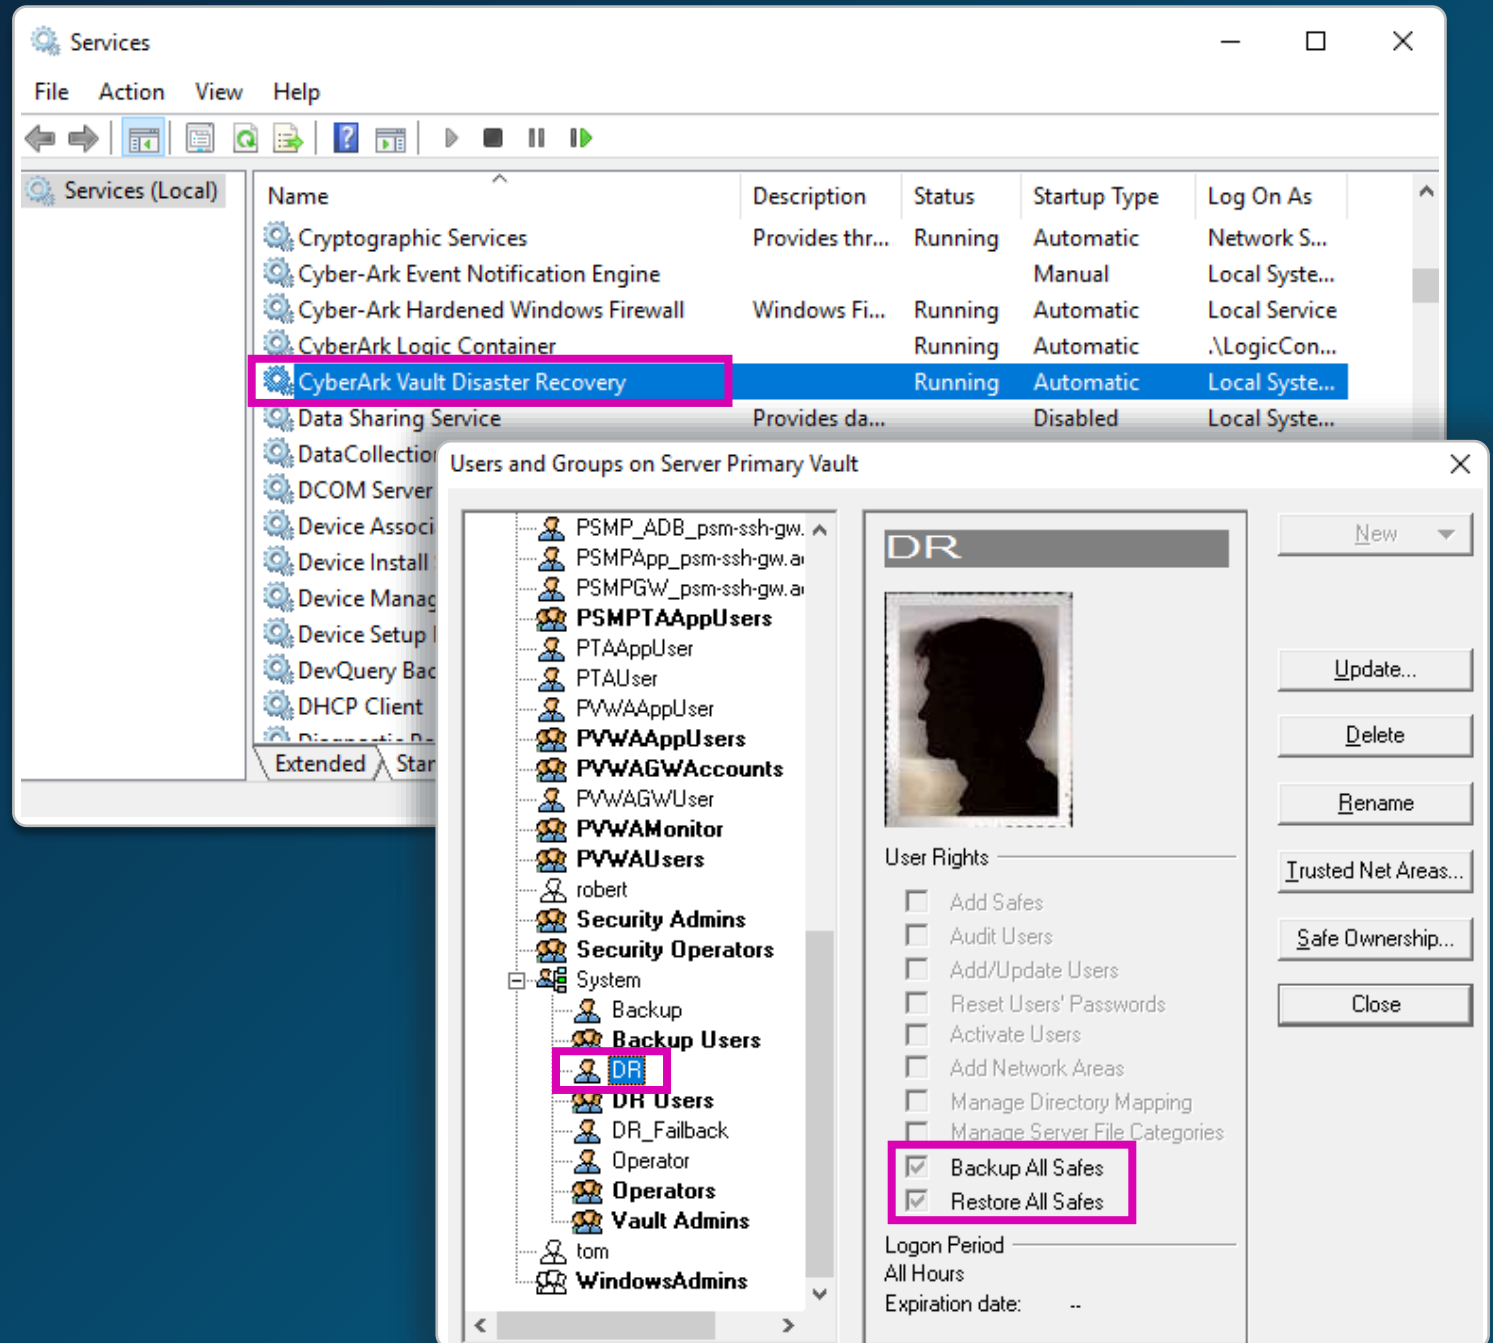 Services
File Action View Help
Services (Local)
Name Description Status Startup Type Log On As
Cryptographic Services Provides thr... Running Automatic Network S...
Cyber-Ark Event Notification Engine Manual Local Syste...
Cyber-Ark Hardened Windows Firewall Windows Fi... Running Automatic Local Service
CyberArk Logic Container Running Automatic .\LogicCon...
CyberArk Vault Disaster Recovery Running Automatic Local Syste...
Data Sharing Service Provides da... Disabled Local Syste...
DataCollection
DCOM Server
Device Associ
Device Install
Device Manag
Device Setup
DevQuery Bac
DHCP Client
Extended
Users and Groups on Server Primary Vault
PSMP_ADB_psm-ssh-gw.
PSMPApp_psm-ssh-gw.a
PSMPGW_psm-ssh-gw.a
PSMPTAAppUsers
PTAAppUser
PTAUser
PVWAAppUser
PVWAAppUsers
PVWAGWAccounts
PVWAGWUser
PVWAMonitor
PVWAUsers
robert
Security Admins
Security Operators
System
Backup
Backup Users
DR
DR Users
DR_Failback
Operator
Operators
Vault Admins
tom
WindowsAdmins
DR
User Rights
Add Safes
Audit Users
Add/Update Users
Reset Users' Passwords
Activate Users
Add Network Areas
Manage Directory Mapping
Manage Server File Categories
Backup All Safes
Restore All Safes
Logon Period
All Hours
Expiration date: --
New
Update...
Delete
Rename
Trusted Net Areas...
Safe Ownership...
Close